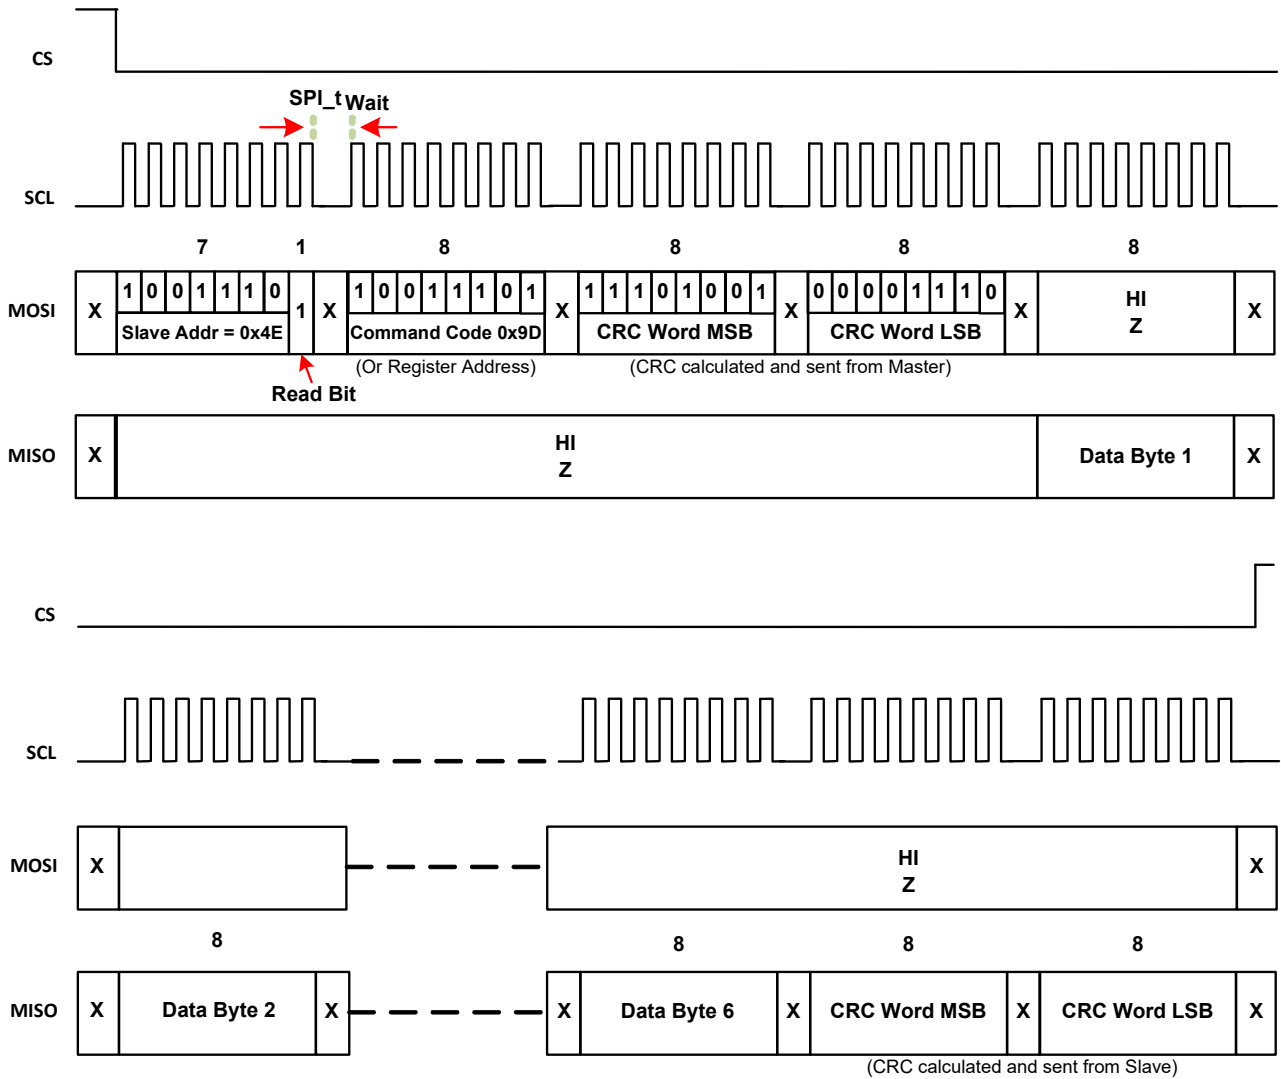 CS
SPI_t Wait
SCL
7 1 8 8 8 8
MOSI X 1 0 0 1 1 1 0 1 X 1 0 0 1 1 1 0 1 X 1 1 1 0 1 0 0 1 X 0 0 0 0 1 1 1 0 X HI X
Slave Addr = 0x4E Command Code 0x9D CRC Word MSB CRC Word LSB Z
(Or Register Address) (CRC calculated and sent from Master)
Read Bit
MISO X HI Data Byte 1 X
Z
CS
SCL
MOSI X HI X
Z
8 8 8 8
MISO X Data Byte 2 X X Data Byte 6 X CRC Word MSB X CRC Word LSB X
(CRC calculated and sent from Slave)